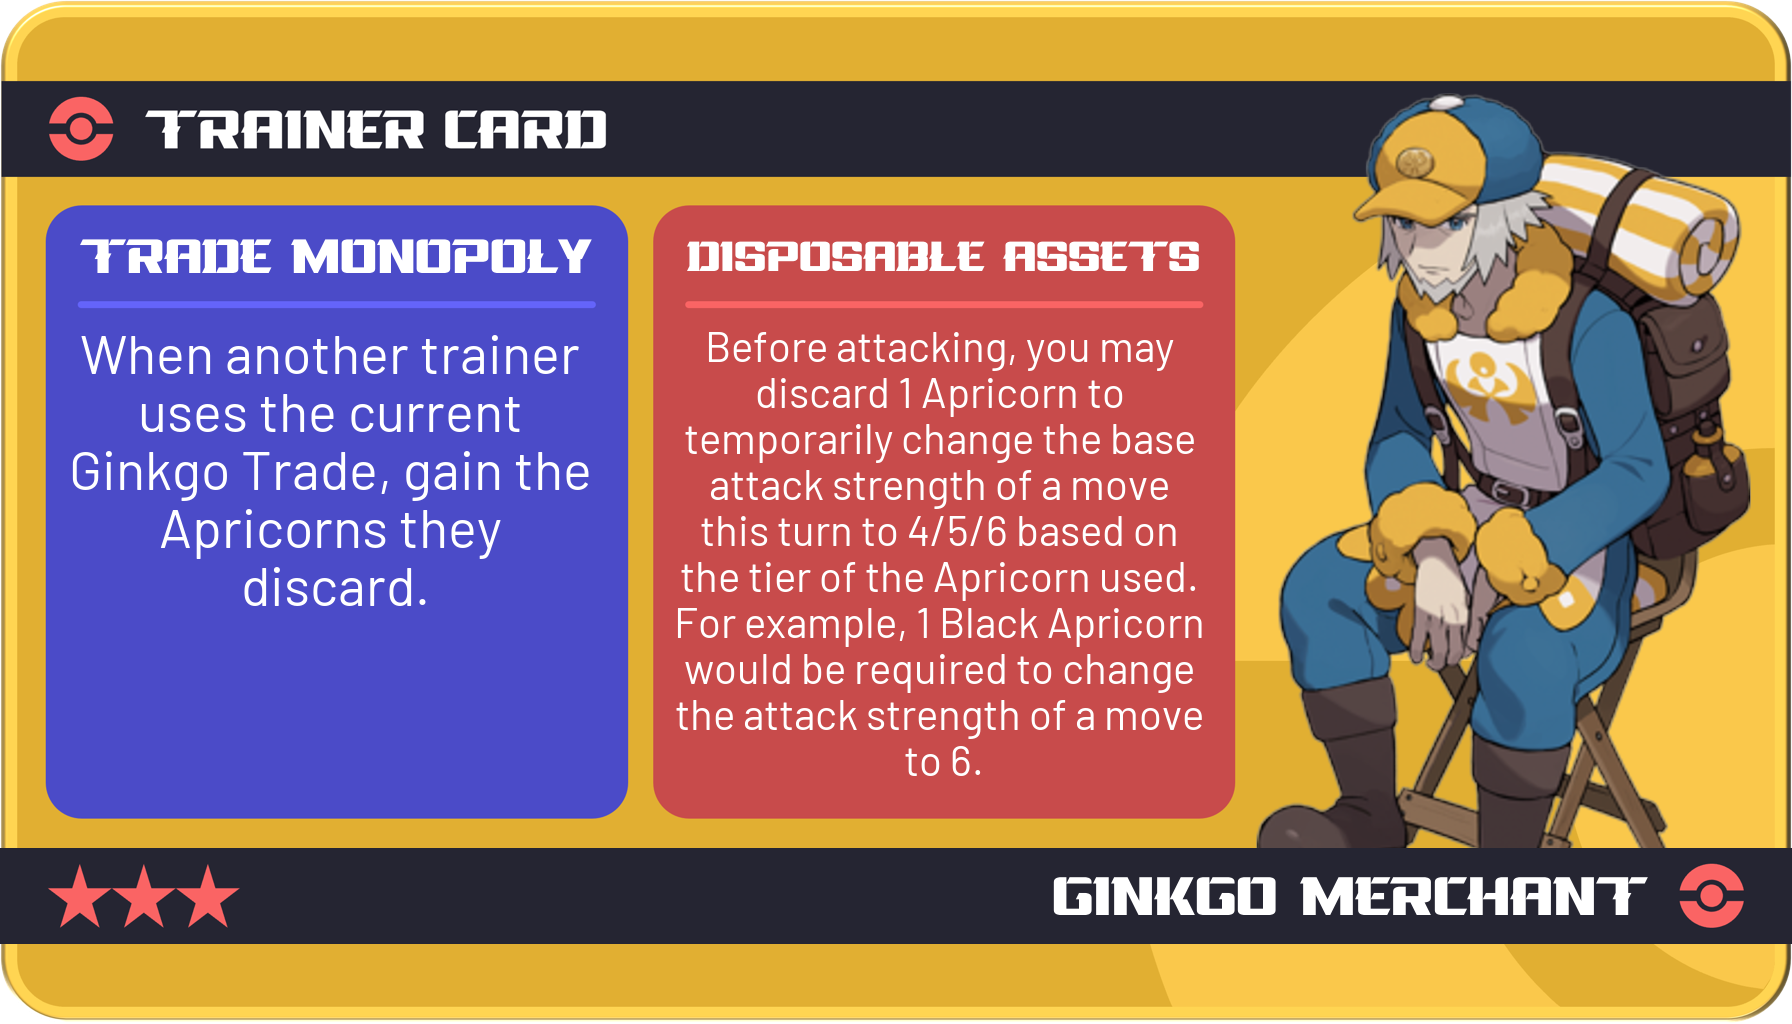 TRAINER CARD
TRADE MONOPOLY
When another trainer
uses the current
Ginkgo Trade, gain the
Apricorns they
discard.
DISPOSABLE ASSETS
Before attacking, you may
discard 1 Apricorn to
temporarily change the base
attack strength of a move
this turn to 4/5/6 based on
the tier of the Apricorn used.
For example, 1 Black Apricorn
would be required to change
the attack strength of a move
to 6.
GINKGO MERCHANT